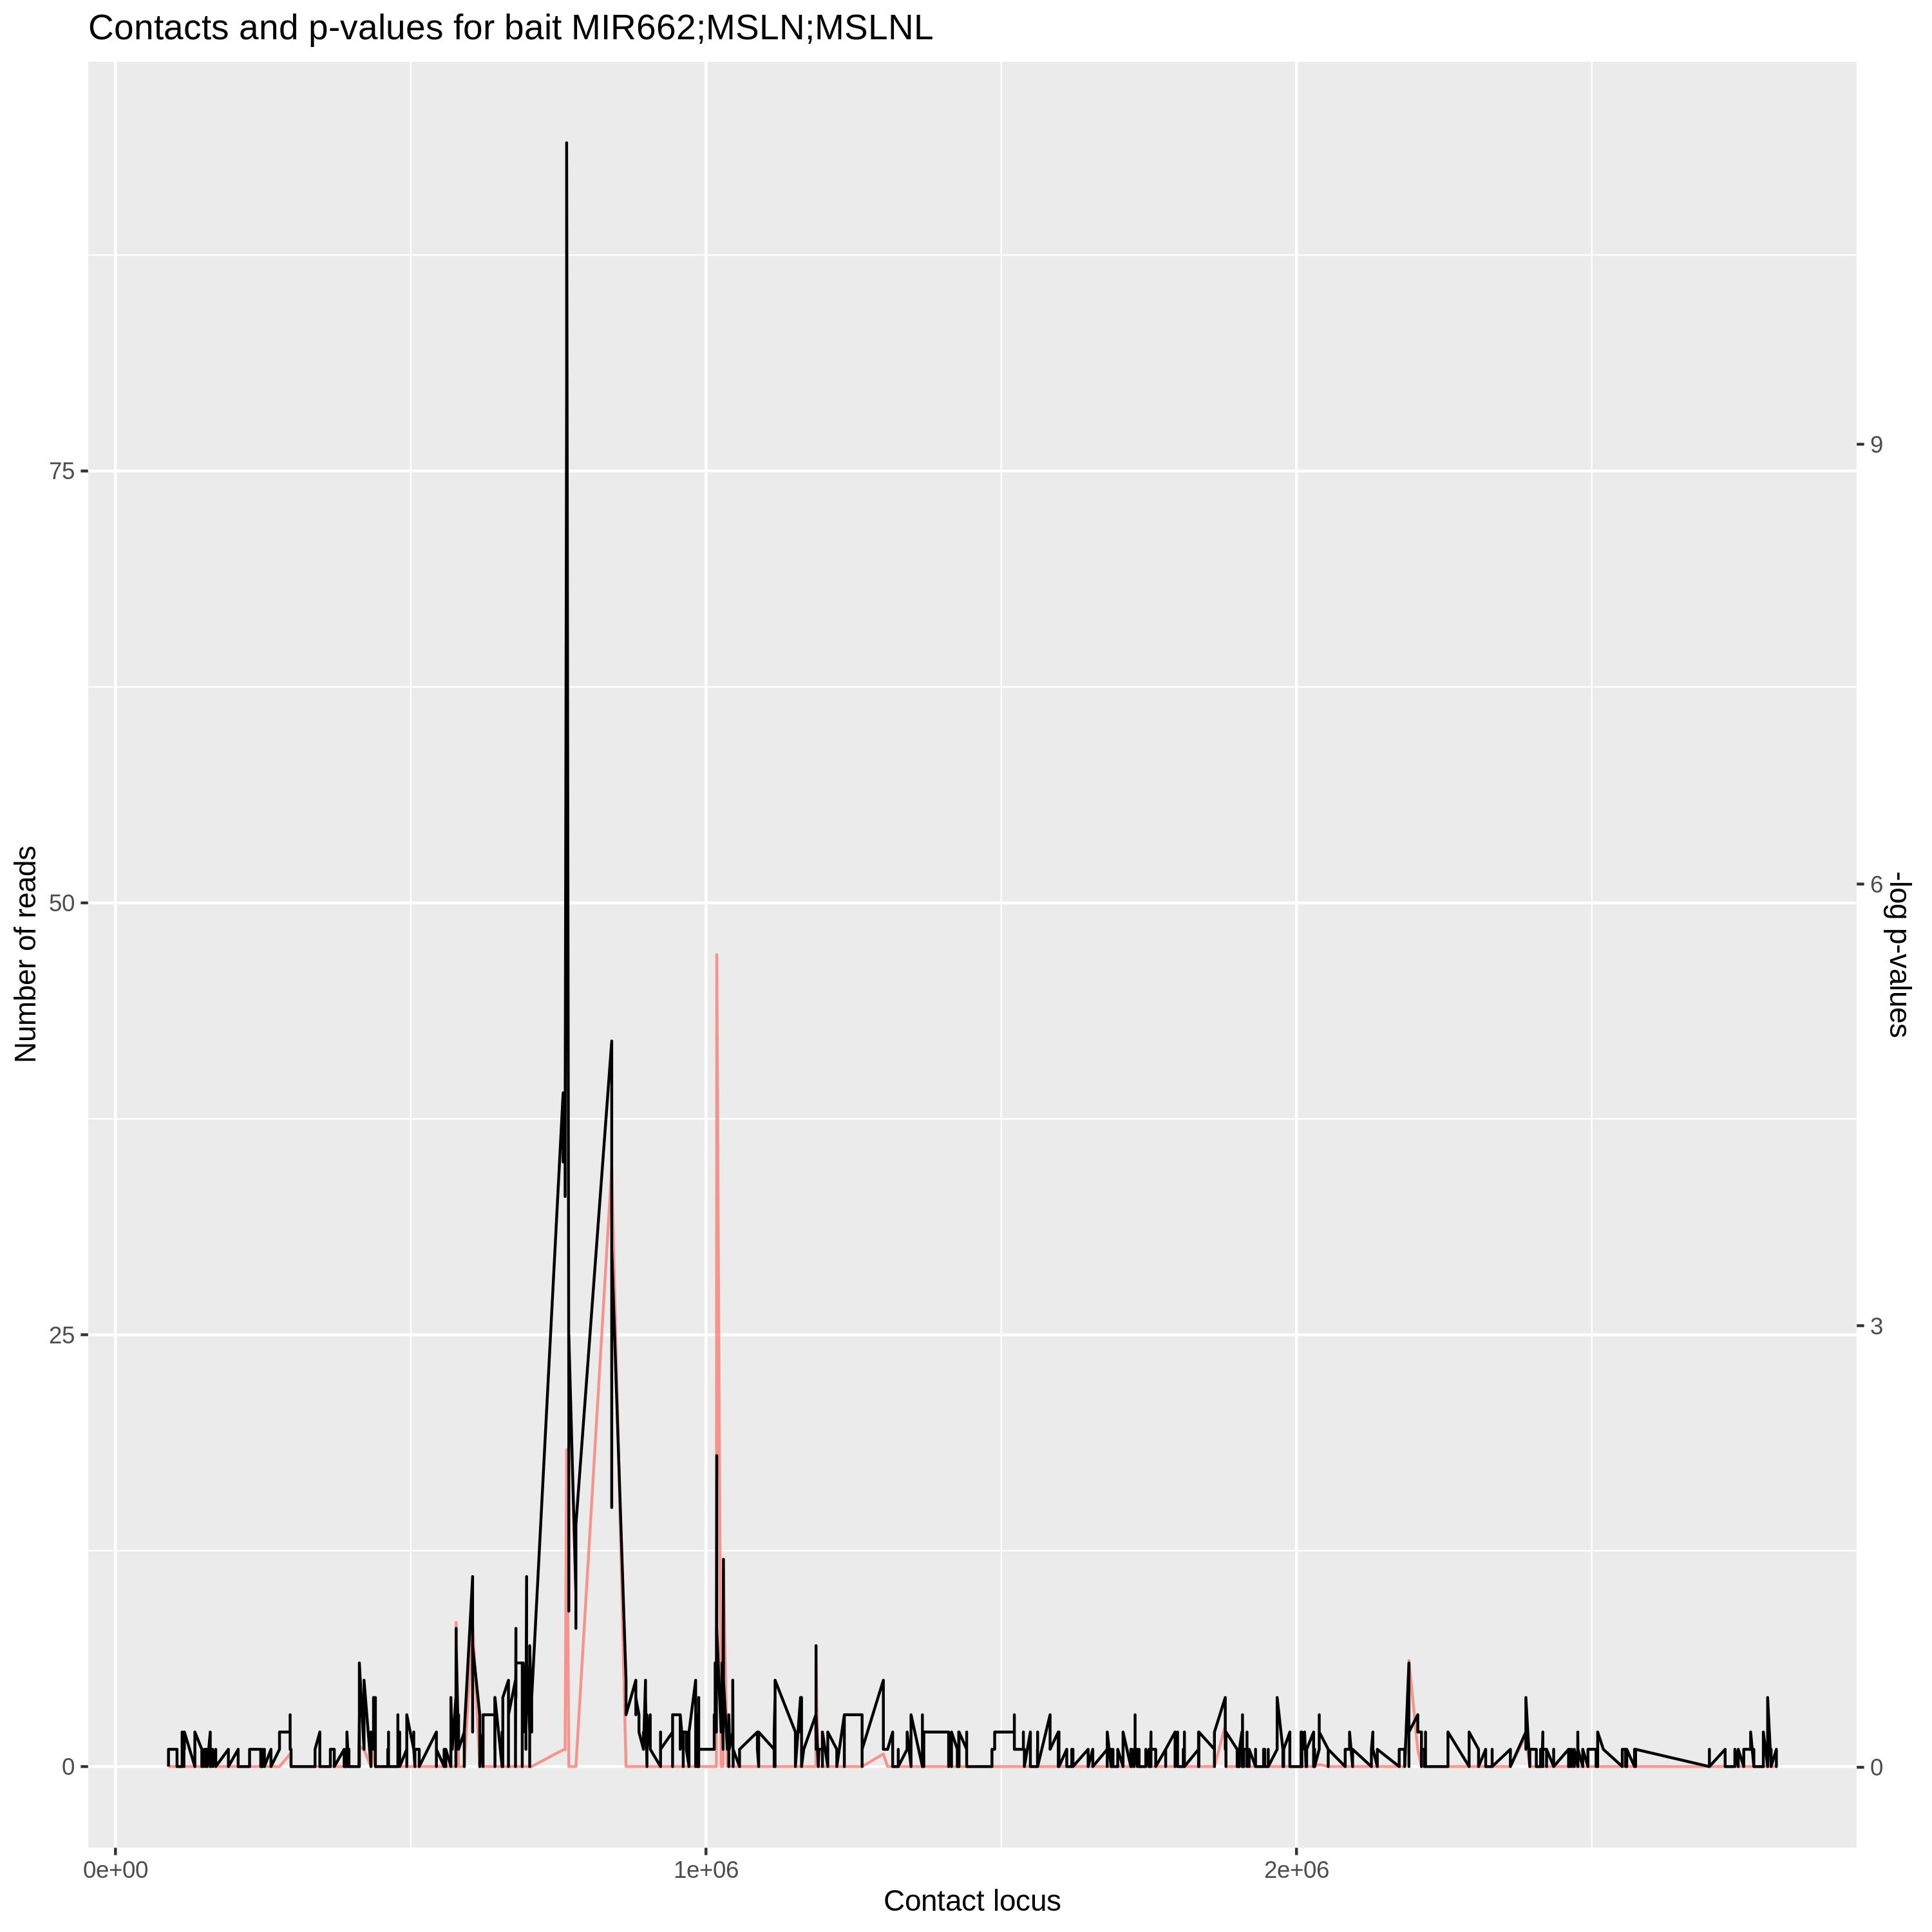 Contacts and p-values for bait MIR662;MSLN;MSLNL
Number of reads
75
50
25
0
9
6
3
0
-log p-values
0e+00
1e+06
2e+06
Contact locus